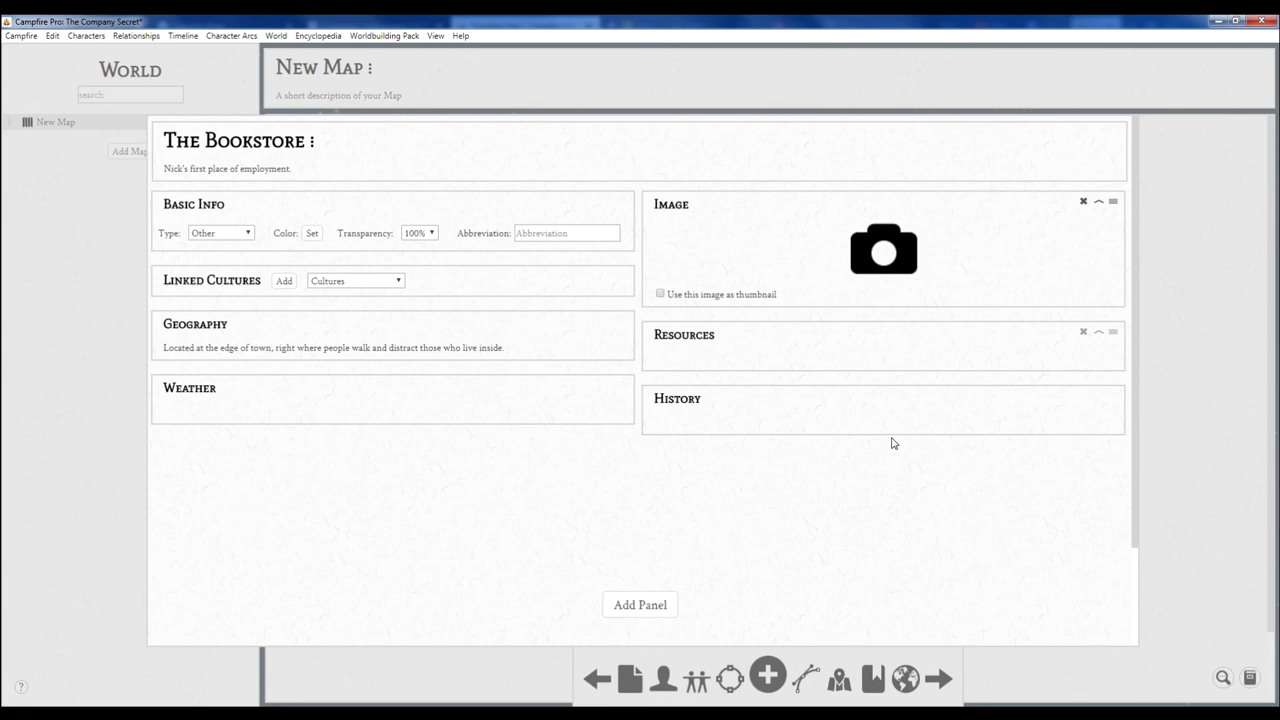 Campfire Pro: The Company Secret*
Campfire Edit Characters Relationships Timeline Character Arcs World Encyclopedia Worldbuilding Pack View Help
World
search
New Map
Add Map
New Map
A short description of your Map
The Bookstore
Nick's first place of employment.
Basic Info
Type: Other Color: Set Transparency: 100% Abbreviation: Abbreviation
Linked Cultures Add Cultures
Geography
Located at the edge of town, right where people walk and distract those who live inside.
Weather
Image
Use this image as thumbnail
Resources
History
Add Panel
?